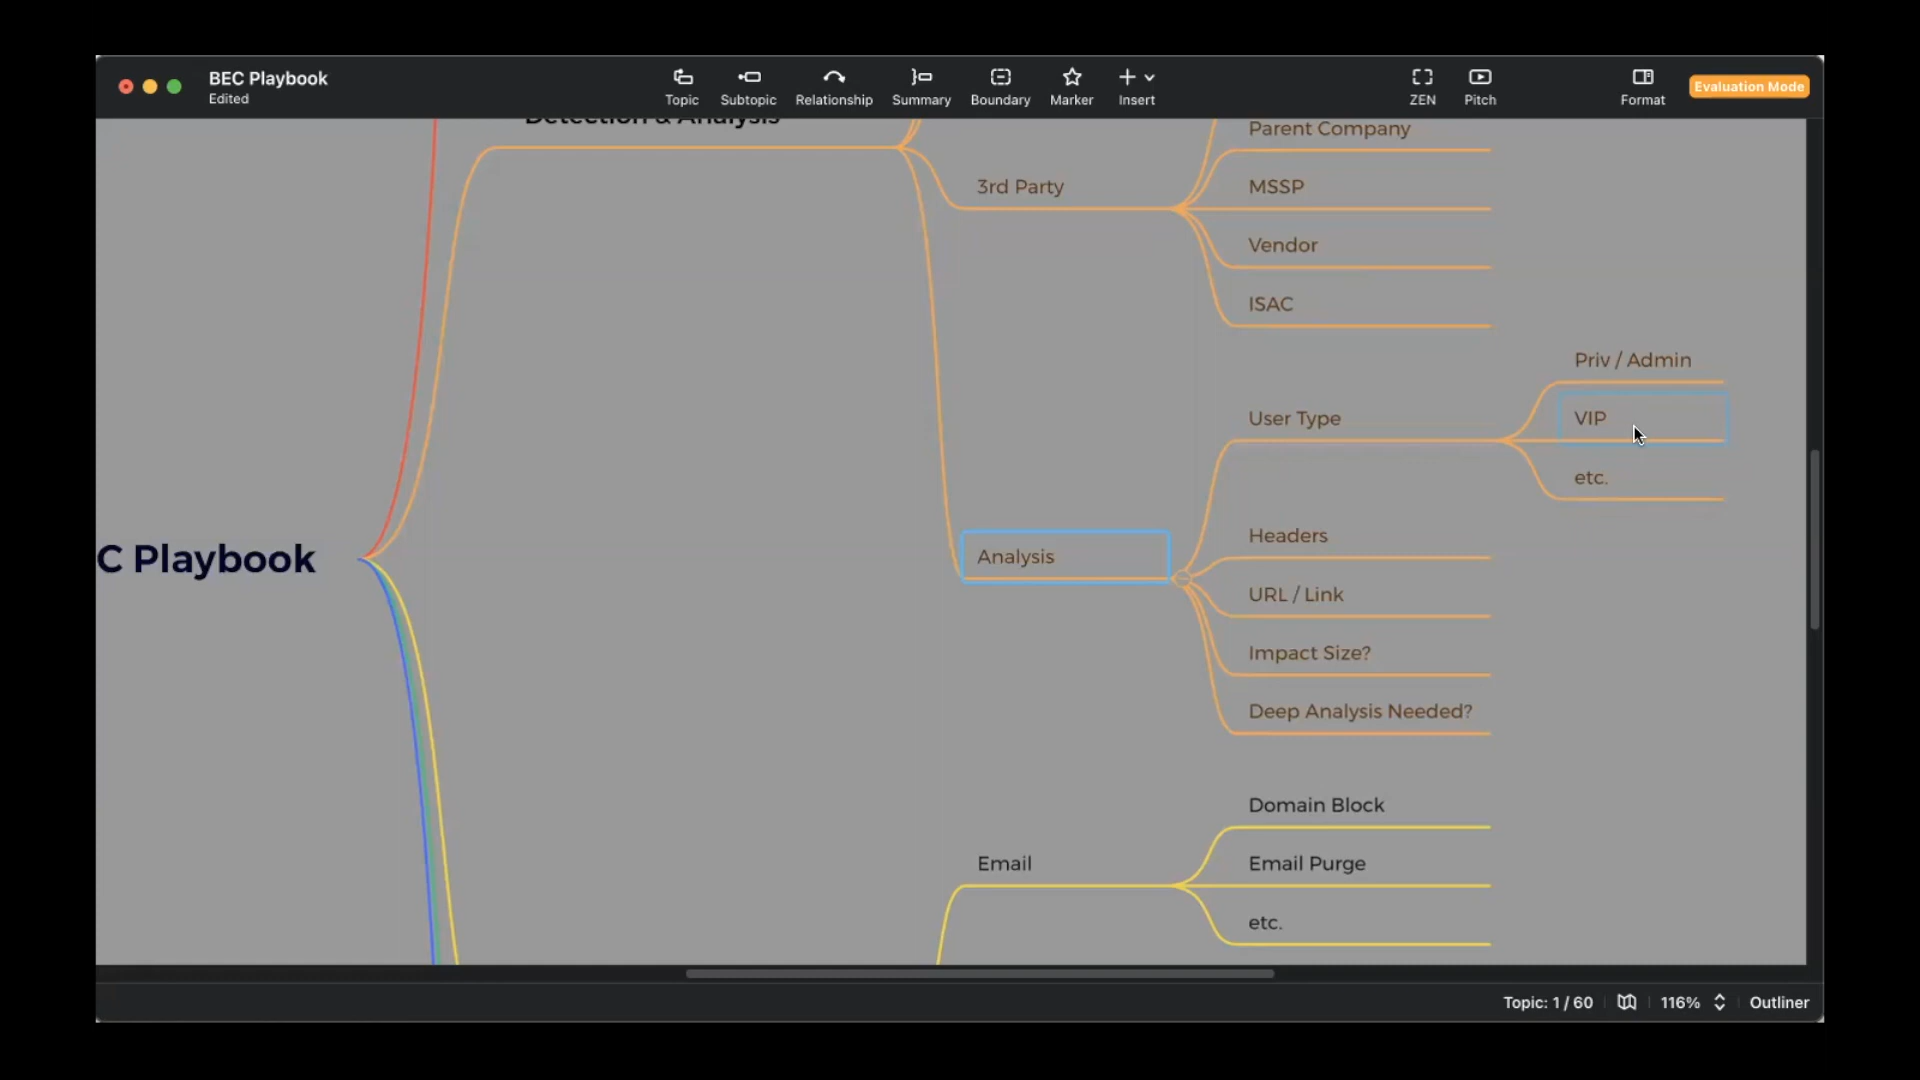 BEC Playbook
Edited
Topic
Subtopic
Relationship
Summary
Boundary
Marker
Insert
ZEN
Pitch
Format
Evaluation Mode
Detection & Analysis
Parent Company
3rd Party
MSSP
Vendor
ISAC
Priv / Admin
User Type
VIP
etc.
Headers
C Playbook
Analysis
URL / Link
Impact Size?
Deep Analysis Needed?
Domain Block
Email
Email Purge
etc.
Topic: 1 / 60
116%
Outliner